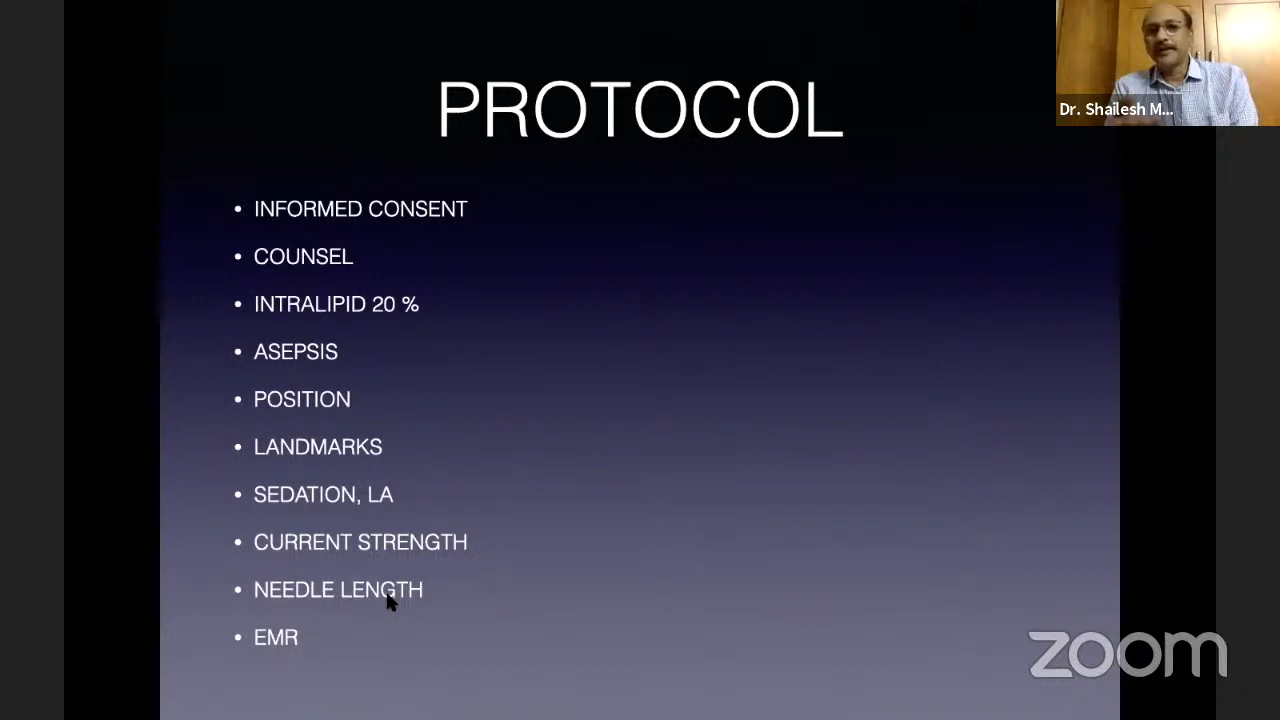 PROTOCOL
Dr. Shailesh M...
• INFORMED CONSENT
• COUNSEL
• INTRALIPID 20 %
• ASEPSIS
• POSITION
• LANDMARKS
• SEDATION, LA
• CURRENT STRENGTH
• NEEDLE LENGTH
• EMR
zoom